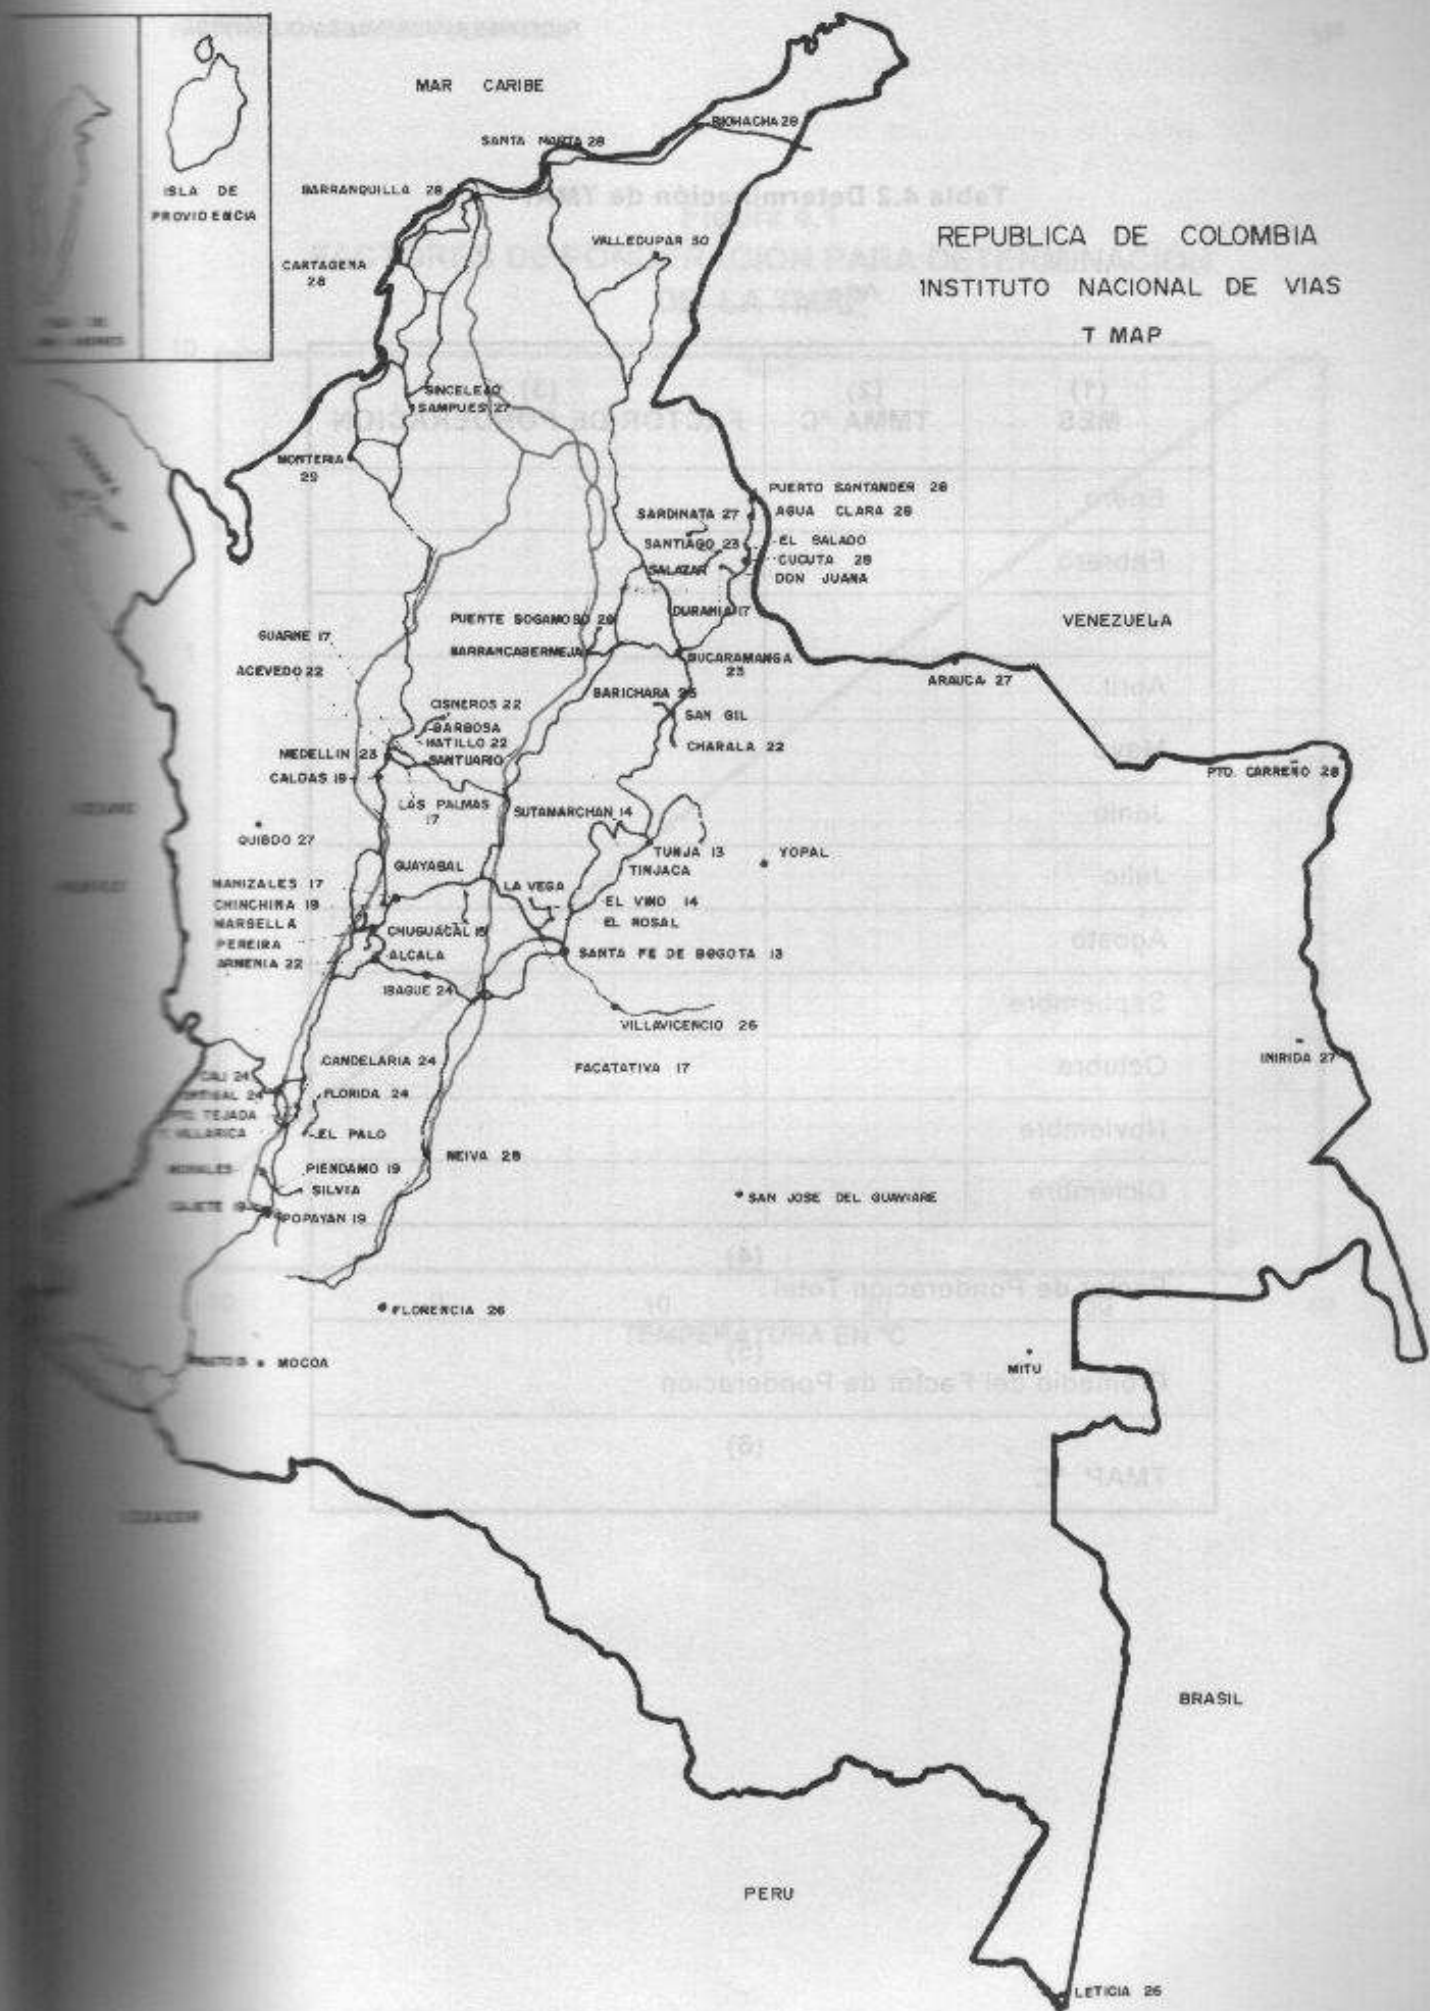 MAR CARIBE
ISLA DE
PROVIDENCIA
RIOHACHA 28
SANTA MARTA 28
BARRANQUILLA 28
VALLEDUPAR 30
CARTAGENA
28
REPUBLICA DE COLOMBIA
INSTITUTO NACIONAL DE VIAS
T MAP
SINCELEJO
SAMPUES 27
MONTERIA
29
PUERTO SANTANDER 28
SARDINATA 27
AGUA CLARA 28
SANTIAGO 23
EL SALADO
CUCUTA 28
SALAZAR
DON JUANA
DURANIA 17
PUENTE SOGAMOSO 29
VENEZUELA
GUARNE 17
BARRANCABERMEJA
BUCARAMANGA
23
ACEVEDO 22
ARAUCA 27
BARICHARA 25
CISNEROS 22
SAN GIL
BARBOSA
HATILLO 22
CHARALA 22
MEDELLIN 23
SANTUARIO
CALDAS 19
PTO. CARREÑO 28
LAS PALMAS
17
SUTAMARCHAN 14
QUIBDO 27
TUNJA 13
YOPAL
GUAYABAL
TINJACA
MANIZALES 17
LA VEGA
CHINCHINA 19
EL VINO 14
MARSELLA
EL ROSAL
CHUGUACAL 15
PEREIRA
ALCALA
SANTA FE DE BOGOTA 13
ARMENIA 22
IBAGUE 24
VILLAVICENCIO 26
CANDELARIA 24
FACATATIVA 17
INIRIDA 27
CALI 24
FLORIDA 24
PTO. TEJADA
VILLARICA
EL PALO
NEIVA 28
MORALES
PIENDAMO 19
SILVIA
SAN JOSE DEL GUAVIARE
POPAYAN 19
FLORENCIA 26
MOCOA
MITU
ECUADOR
BRASIL
PERU
LETICIA 26